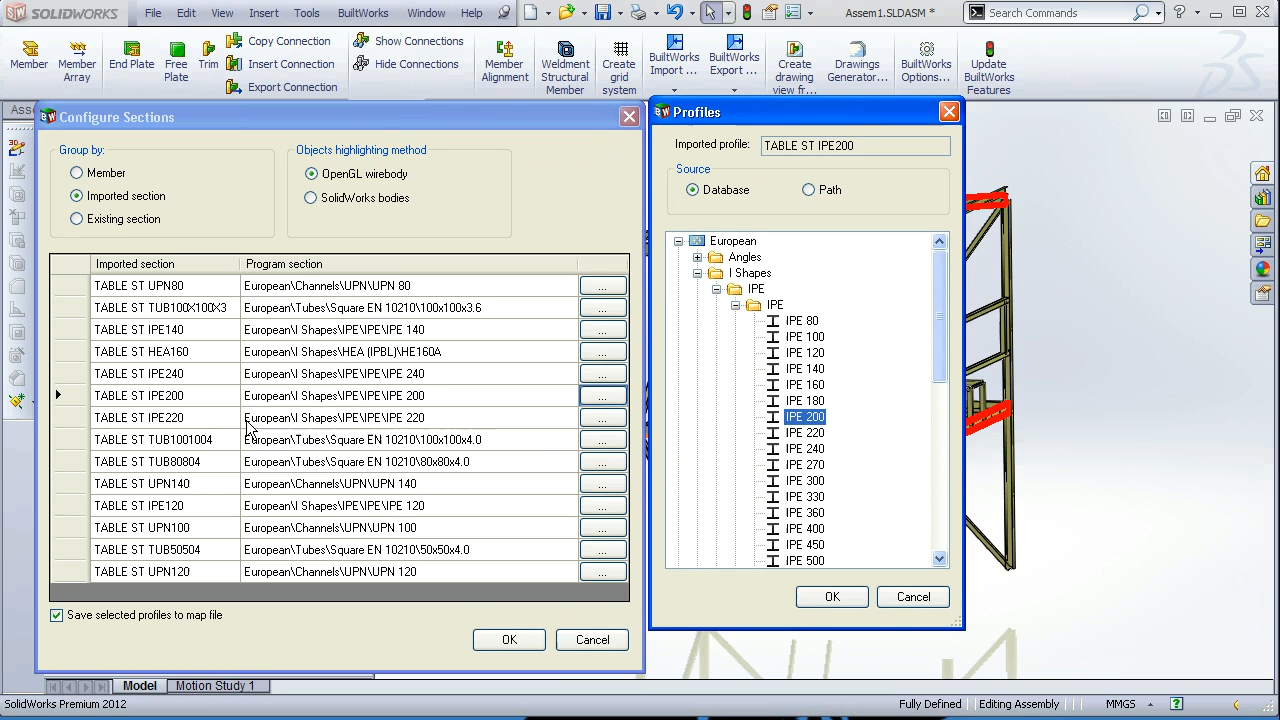 SOLIDWORKS File Edit View Insert Tools BuiltWorks Window Help Assem1.SLDASM * Search Commands
Member
Member Array
End Plate
Free Plate
Trim
Copy Connection
Insert Connection
Export Connection
Show Connections
Hide Connections
Member Alignment
Weldment Structural Member
Create grid system
BuiltWorks Import ...
BuiltWorks Export ...
Create drawing view fr...
Drawings Generator...
BuiltWorks Options...
Update BuiltWorks Features
Asse
Configure Sections
Group by:
Member
Imported section
Existing section
Objects highlighting method
OpenGL wirebody
SolidWorks bodies
Imported section Program section
TABLE ST UPN80 European\Channels\UPN\UPN 80 ...
TABLE ST TUB100X100X3 European\Tubes\Square EN 10210\100x100x3.6 ...
TABLE ST IPE140 European\I Shapes\IPE\IPE\IPE 140 ...
TABLE ST HEA160 European\I Shapes\HEA (IPBL)\HE160A ...
TABLE ST IPE240 European\I Shapes\IPE\IPE\IPE 240 ...
TABLE ST IPE200 European\I Shapes\IPE\IPE\IPE 200 ...
TABLE ST IPE220 European\I Shapes\IPE\IPE\IPE 220 ...
TABLE ST TUB1001004 European\Tubes\Square EN 10210\100x100x4.0 ...
TABLE ST TUB80804 European\Tubes\Square EN 10210\80x80x4.0 ...
TABLE ST UPN140 European\Channels\UPN\UPN 140 ...
TABLE ST IPE120 European\I Shapes\IPE\IPE\IPE 120 ...
TABLE ST UPN100 European\Channels\UPN\UPN 100 ...
TABLE ST TUB50504 European\Tubes\Square EN 10210\50x50x4.0 ...
TABLE ST UPN120 European\Channels\UPN\UPN 120 ...
Save selected profiles to map file
OK Cancel
Profiles
Imported profile: TABLE ST IPE200
Source
Database Path
European
Angles
I Shapes
IPE
IPE
IPE 80
IPE 100
IPE 120
IPE 140
IPE 160
IPE 180
IPE 200
IPE 220
IPE 240
IPE 270
IPE 300
IPE 330
IPE 360
IPE 400
IPE 450
IPE 500
OK Cancel
Model Motion Study 1
SolidWorks Premium 2012 Fully Defined Editing Assembly MMGS